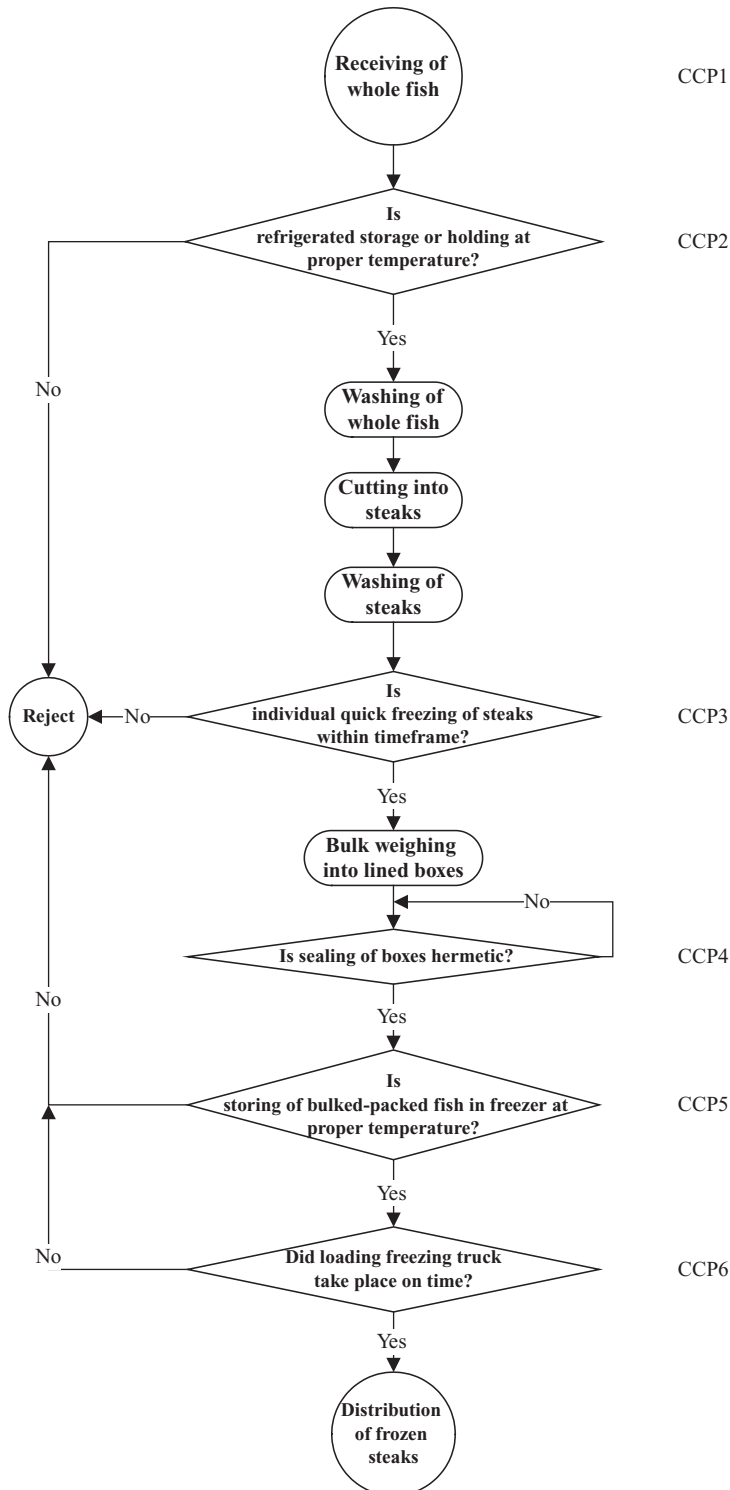 Receiving of
whole fish
CCP1
Is
refrigerated storage or holding at
proper temperature?
CCP2
Yes
No
Washing of
whole fish
Cutting into
steaks
Washing of
steaks
Reject
No
Is
individual quick freezing of steaks
within timeframe?
CCP3
Yes
Bulk weighing
into lined boxes
No
Is sealing of boxes hermetic?
CCP4
Yes
No
Is
storing of bulked-packed fish in freezer at
proper temperature?
CCP5
Yes
No
Did loading freezing truck
take place on time?
CCP6
Yes
Distribution
of frozen
steaks